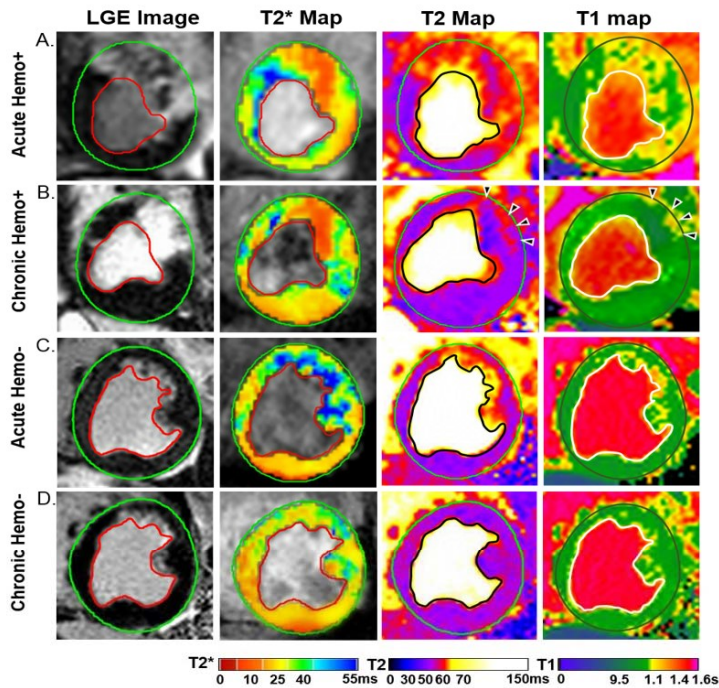 LGE Image T2* Map T2 Map T1 map
A. Acute Hemo+
B. Chronic Hemo+
C. Acute Hemo-
D. Chronic Hemo-
T2* 0 10 25 40 55ms T2 0 30 50 60 70 150ms T1 0 9.5 1.1 1.4 1.6s